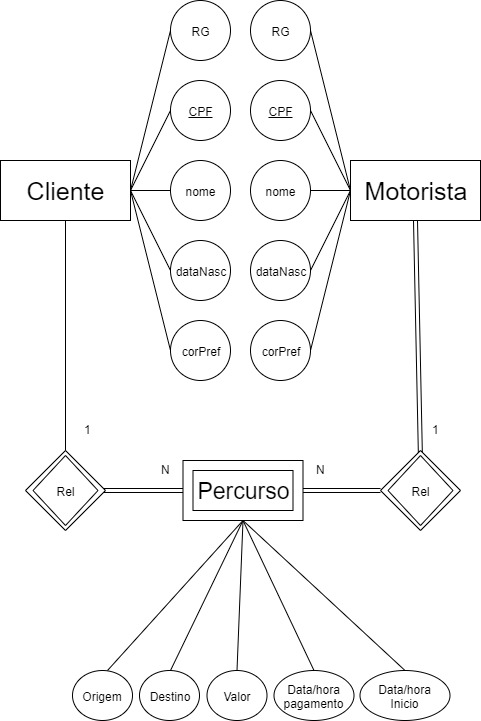 RG
RG
CPF
CPF
Cliente
nome
nome
Motorista
dataNasc
dataNasc
corPref
corPref
1
1
N
N
Rel
Percurso
Rel
Origem
Destino
Valor
Data/hora
pagamento
Data/hora
Inicio